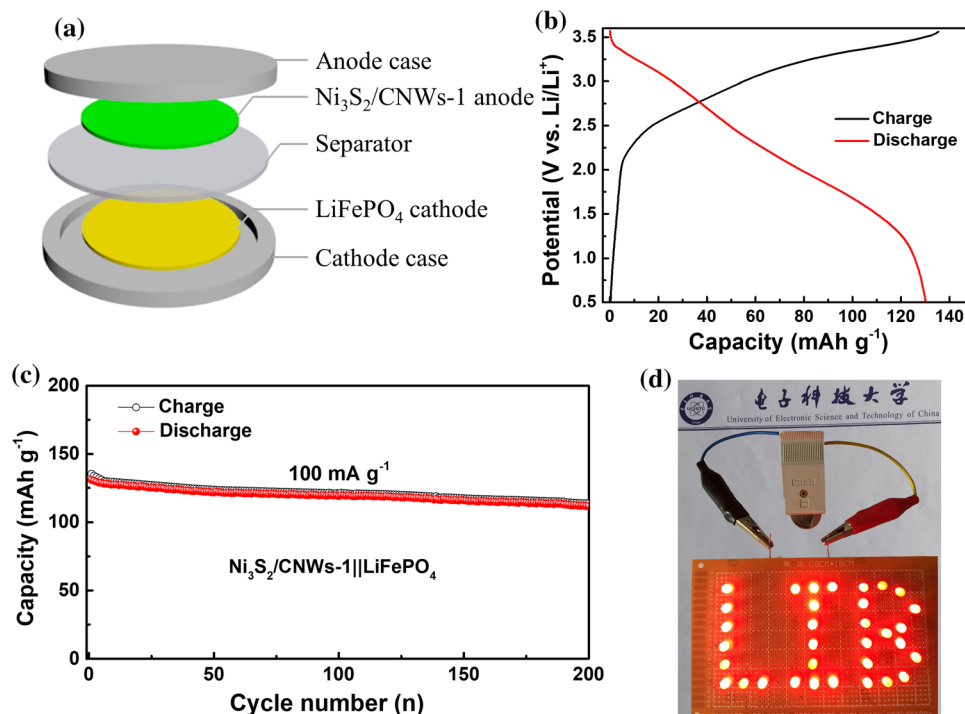 (a)
Anode case
Ni₃S₂/CNWs-1 anode
Separator
LiFePO₄ cathode
Cathode case
(b)
Potential (V vs. Li/Li⁺)
3.5
3.0
2.5
2.0
1.5
1.0
0.5
Charge
Discharge
0 20 40 60 80 100 120 140
Capacity (mAh g⁻¹)
(c)
Capacity (mAh g⁻¹)
200
150
100
50
0
Charge
Discharge
100 mA g⁻¹
Ni₃S₂/CNWs-1||LiFePO₄
0 50 100 150 200
Cycle number (n)
(d)
电子科技大学
University of Electronic Science and Technology of China
LIB